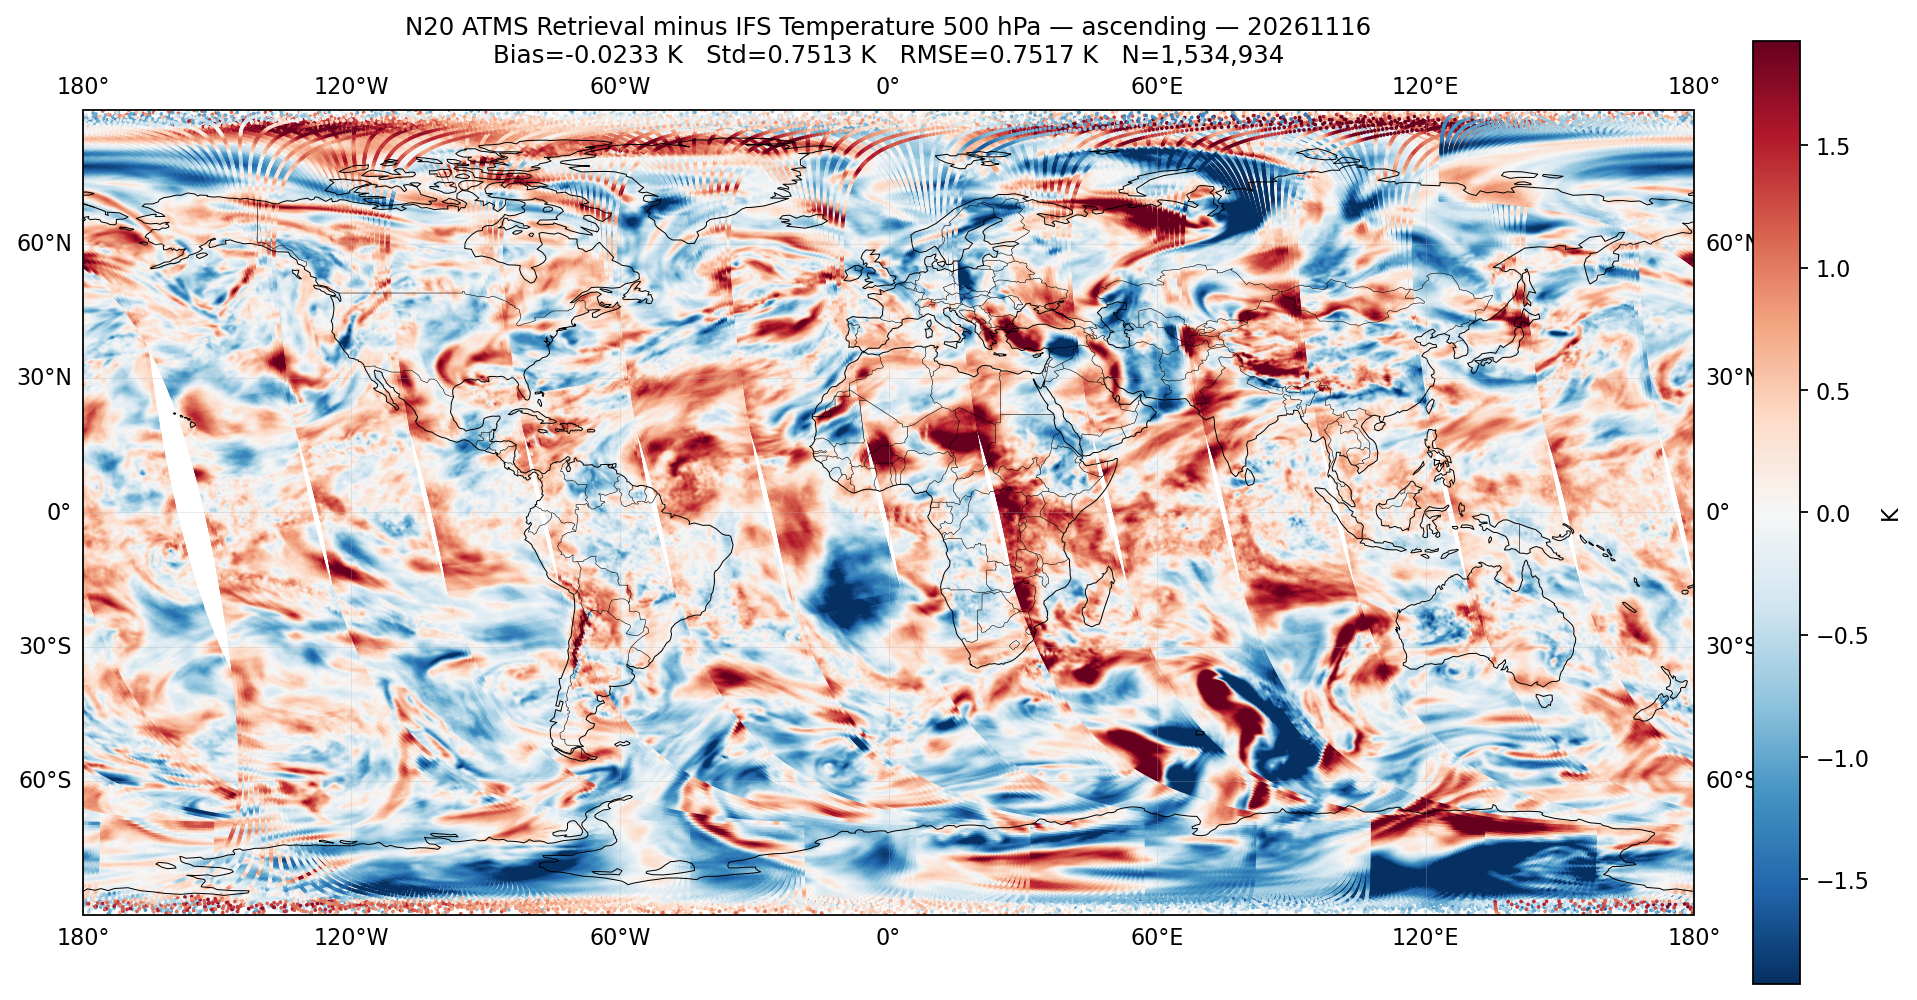 N20 ATMS Retrieval minus IFS Temperature 500 hPa — ascending — 20261116
Bias=-0.0233 K   Std=0.7513 K   RMSE=0.7517 K   N=1,534,934
180° 120°W 60°W 0° 60°E 120°E 180°
60°N 60°N
30°N 30°N
0° 0°
30°S 30°S
60°S 60°S
180° 120°W 60°W 0° 60°E 120°E 180°
1.5
1.0
0.5
0.0
−0.5
−1.0
−1.5
K